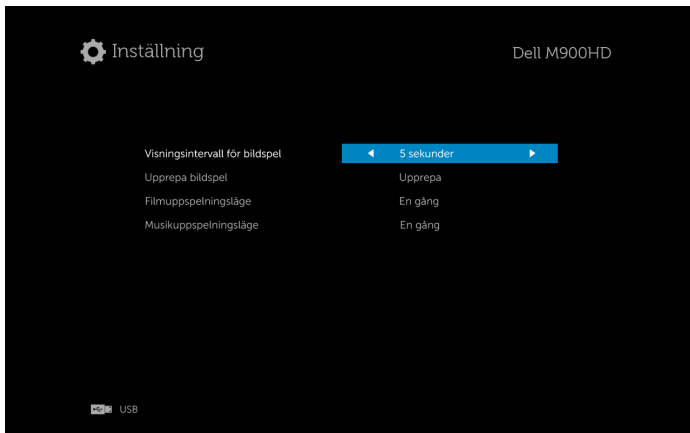 Inställning
Dell M900HD
Visningsintervall för bildspel
5 sekunder
Upprepa bildspel
Upprepa
Filmuppspelningsläge
En gång
Musikuppspelningsläge
En gång
USB